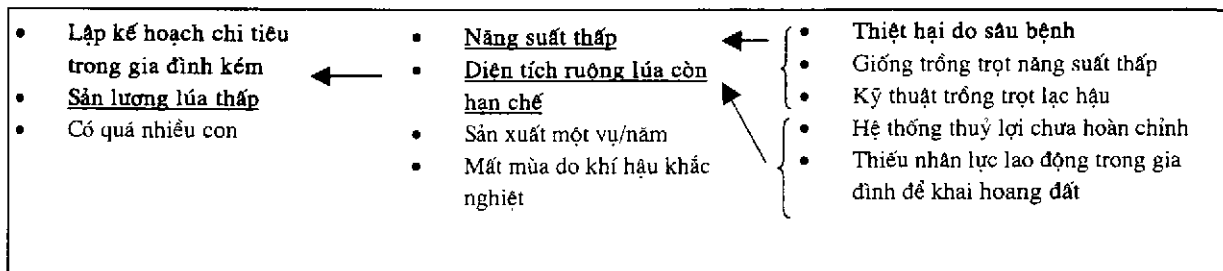 • Lập kế hoạch chi tiêu
trong gia đình kém
• Sản lượng lúa thấp
• Có quá nhiều con
• Năng suất thấp
• Diện tích ruộng lúa còn
hạn chế
• Sản xuất một vụ/năm
• Mất mùa do khí hậu khắc
nghiệt
• Thiệt hại do sâu bệnh
• Giống trồng trọt năng suất thấp
• Kỹ thuật trồng trọt lạc hậu
• Hệ thống thuỷ lợi chưa hoàn chỉnh
• Thiếu nhân lực lao động trong gia
đình để khai hoang đất